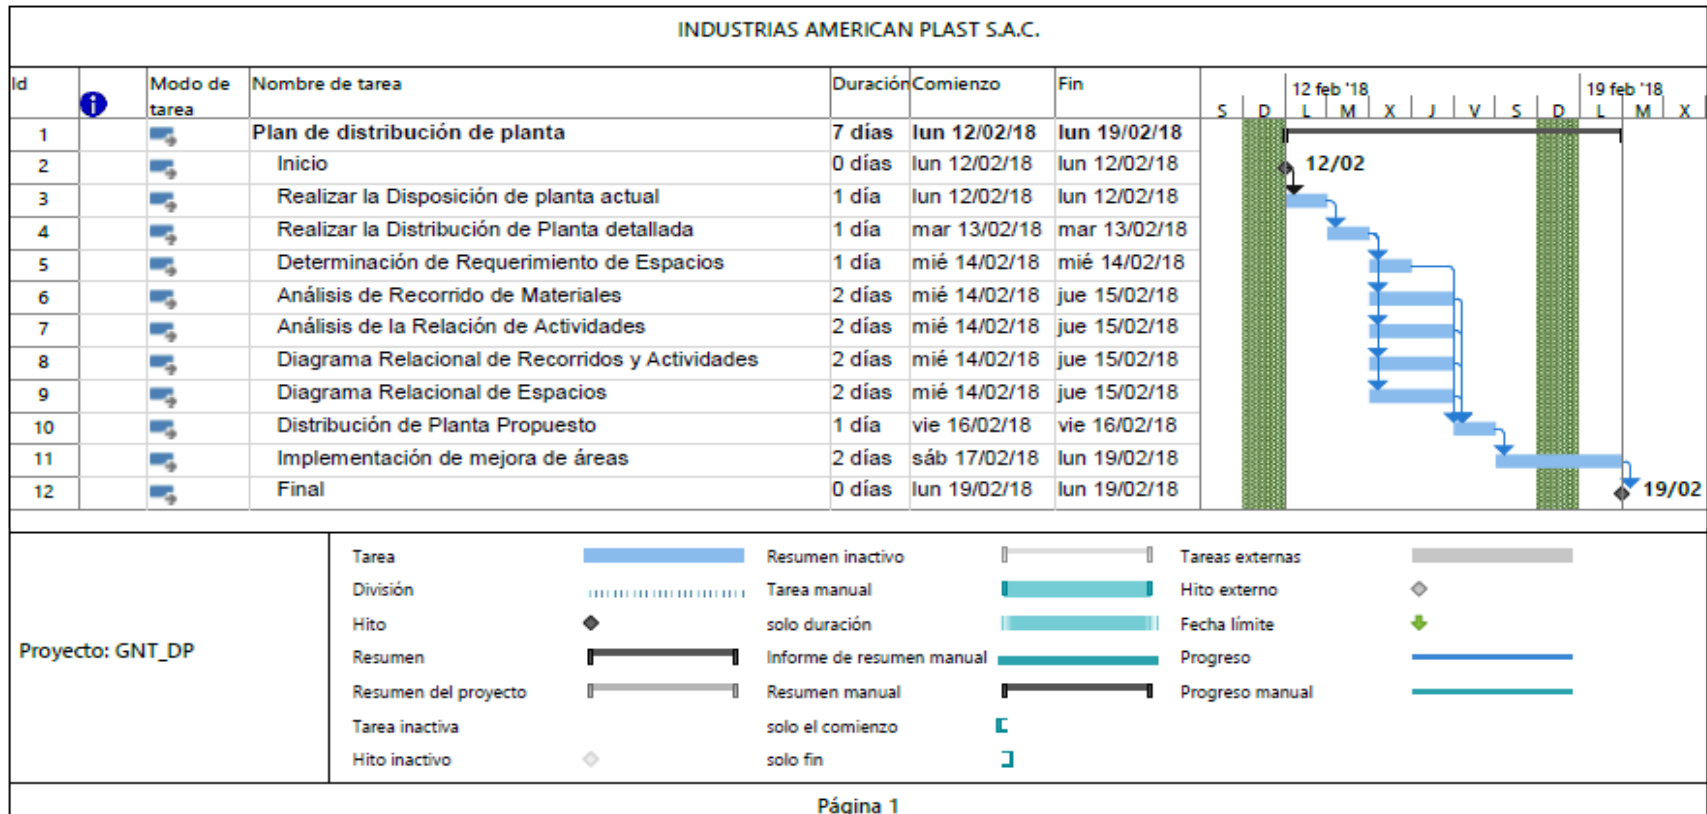 INDUSTRIAS AMERICAN PLAST S.A.C.
Id Modo de tarea Nombre de tarea Duración Comienzo Fin
12 feb '18 19 feb '18
S D L M X J V S D L M X
1 Plan de distribución de planta 7 días lun 12/02/18 lun 19/02/18
2 Inicio 0 días lun 12/02/18 lun 12/02/18 12/02
3 Realizar la Disposición de planta actual 1 día lun 12/02/18 lun 12/02/18
4 Realizar la Distribución de Planta detallada 1 día mar 13/02/18 mar 13/02/18
5 Determinación de Requerimiento de Espacios 1 día mié 14/02/18 mié 14/02/18
6 Análisis de Recorrido de Materiales 2 días mié 14/02/18 jue 15/02/18
7 Análisis de la Relación de Actividades 2 días mié 14/02/18 jue 15/02/18
8 Diagrama Relacional de Recorridos y Actividades 2 días mié 14/02/18 jue 15/02/18
9 Diagrama Relacional de Espacios 2 días mié 14/02/18 jue 15/02/18
10 Distribución de Planta Propuesto 1 día vie 16/02/18 vie 16/02/18
11 Implementación de mejora de áreas 2 días sáb 17/02/18 lun 19/02/18
12 Final 0 días lun 19/02/18 lun 19/02/18 19/02
Proyecto: GNT_DP
Tarea Resumen inactivo Tareas externas
División Tarea manual Hito externo
Hito solo duración Fecha límite
Resumen Informe de resumen manual Progreso
Resumen del proyecto Resumen manual Progreso manual
Tarea inactiva solo el comienzo
Hito inactivo solo fin
Página 1